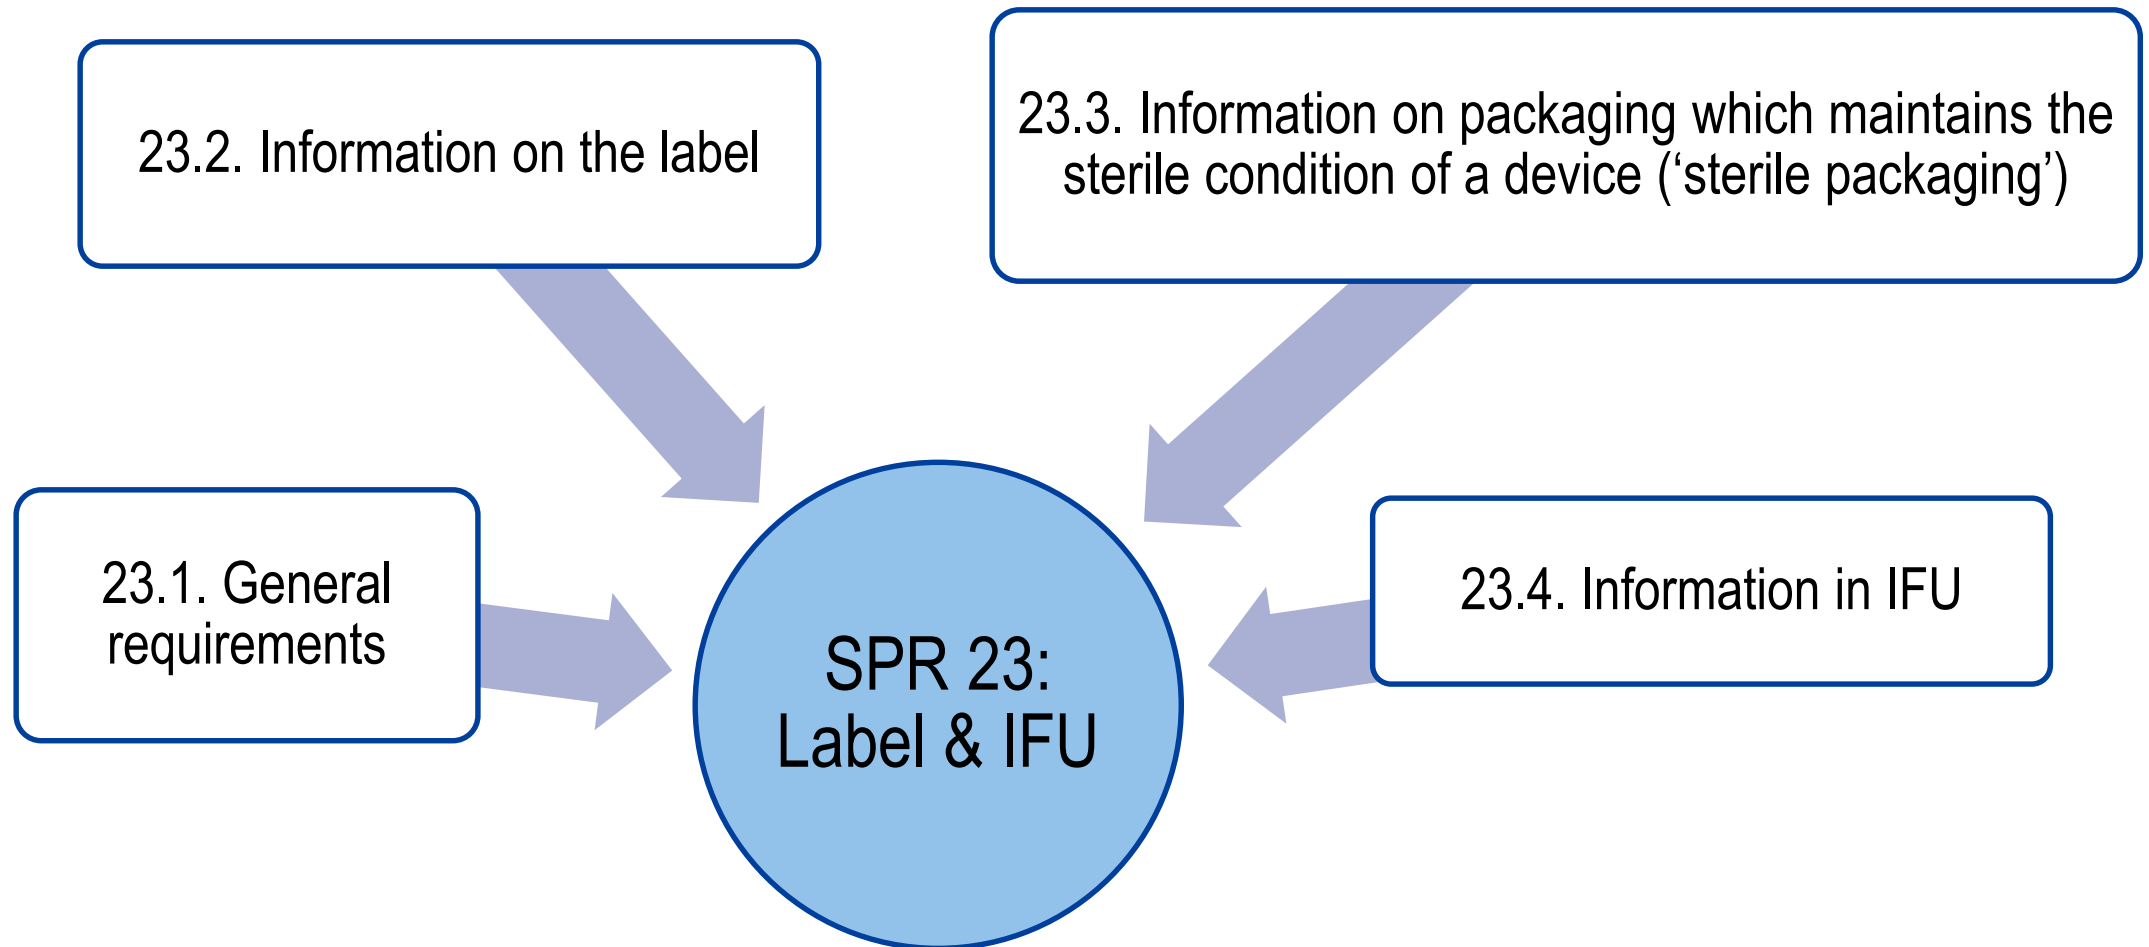 23.2. Information on the label
23.3. Information on packaging which maintains the
sterile condition of a device (‘sterile packaging’)
23.1. General
requirements
23.4. Information in IFU
SPR 23:
Label & IFU